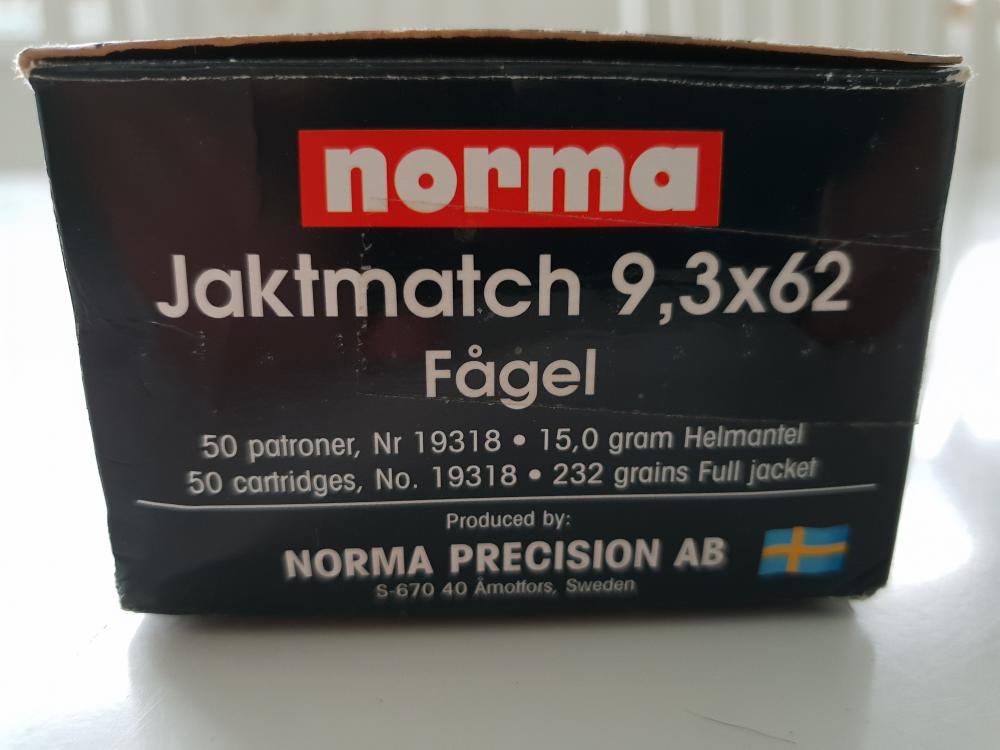 norma
Jaktmatch 9,3x62
Fågel
50 patroner, Nr 19318 • 15,0 gram Helmantel
50 cartridges, No. 19318 • 232 grains Full jacket
Produced by:
NORMA PRECISION AB
S-670 40 Åmotfors, Sweden